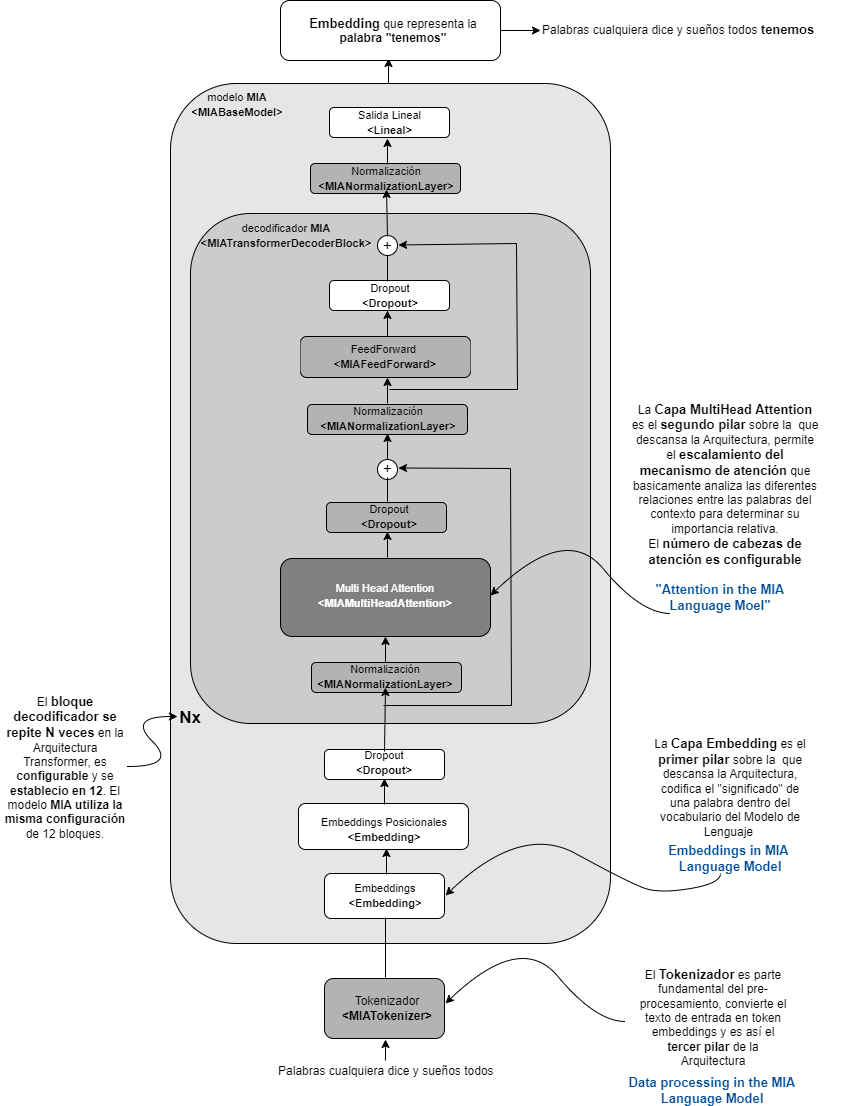 Embedding que representa la
palabra "tenemos"
Palabras cualquiera dice y sueños todos tenemos
modelo MIA
<MIABaseModel>
Salida Lineal
<Lineal>
Normalización
<MIANormalizationLayer>
decodificador MIA
<MIATransformerDecoderBlock>
+
Dropout
<Dropout>
FeedForward
<MIAFeedForward>
Normalización
<MIANormalizationLayer>
+
Dropout
<Dropout>
Multi Head Attention
<MIAMultiHeadAttention>
Normalización
<MIANormalizationLayer>
La Capa MultiHead Attention
es el segundo pilar sobre la que
descansa la Arquitectura, permite
el escalamiento del
mecanismo de atención que
basicamente analiza las diferentes
relaciones entre las palabras del
contexto para determinar su
importancia relativa.
El número de cabezas de
atención es configurable
"Attention in the MIA
Language Moel"
El bloque
decodificador se
repite N veces en la
Arquitectura
Transformer, es
configurable y se
establecio en 12. El
modelo MIA utiliza la
misma configuración
de 12 bloques.
Nx
Dropout
<Dropout>
Embeddings Posicionales
<Embedding>
Embeddings
<Embedding>
La Capa Embedding es el
primer pilar sobre la que
descansa la Arquitectura,
codifica el "significado" de
una palabra dentro del
vocabulario del Modelo de
Lenguaje
Embeddings in MIA
Language Model
Tokenizador
<MIATokenizer>
Palabras cualquiera dice y sueños todos
El Tokenizador es parte
fundamental del pre-
procesamiento, convierte el
texto de entrada en token
embeddings y es así el
tercer pilar de la
Arquitectura
Data processing in the MIA
Language Model